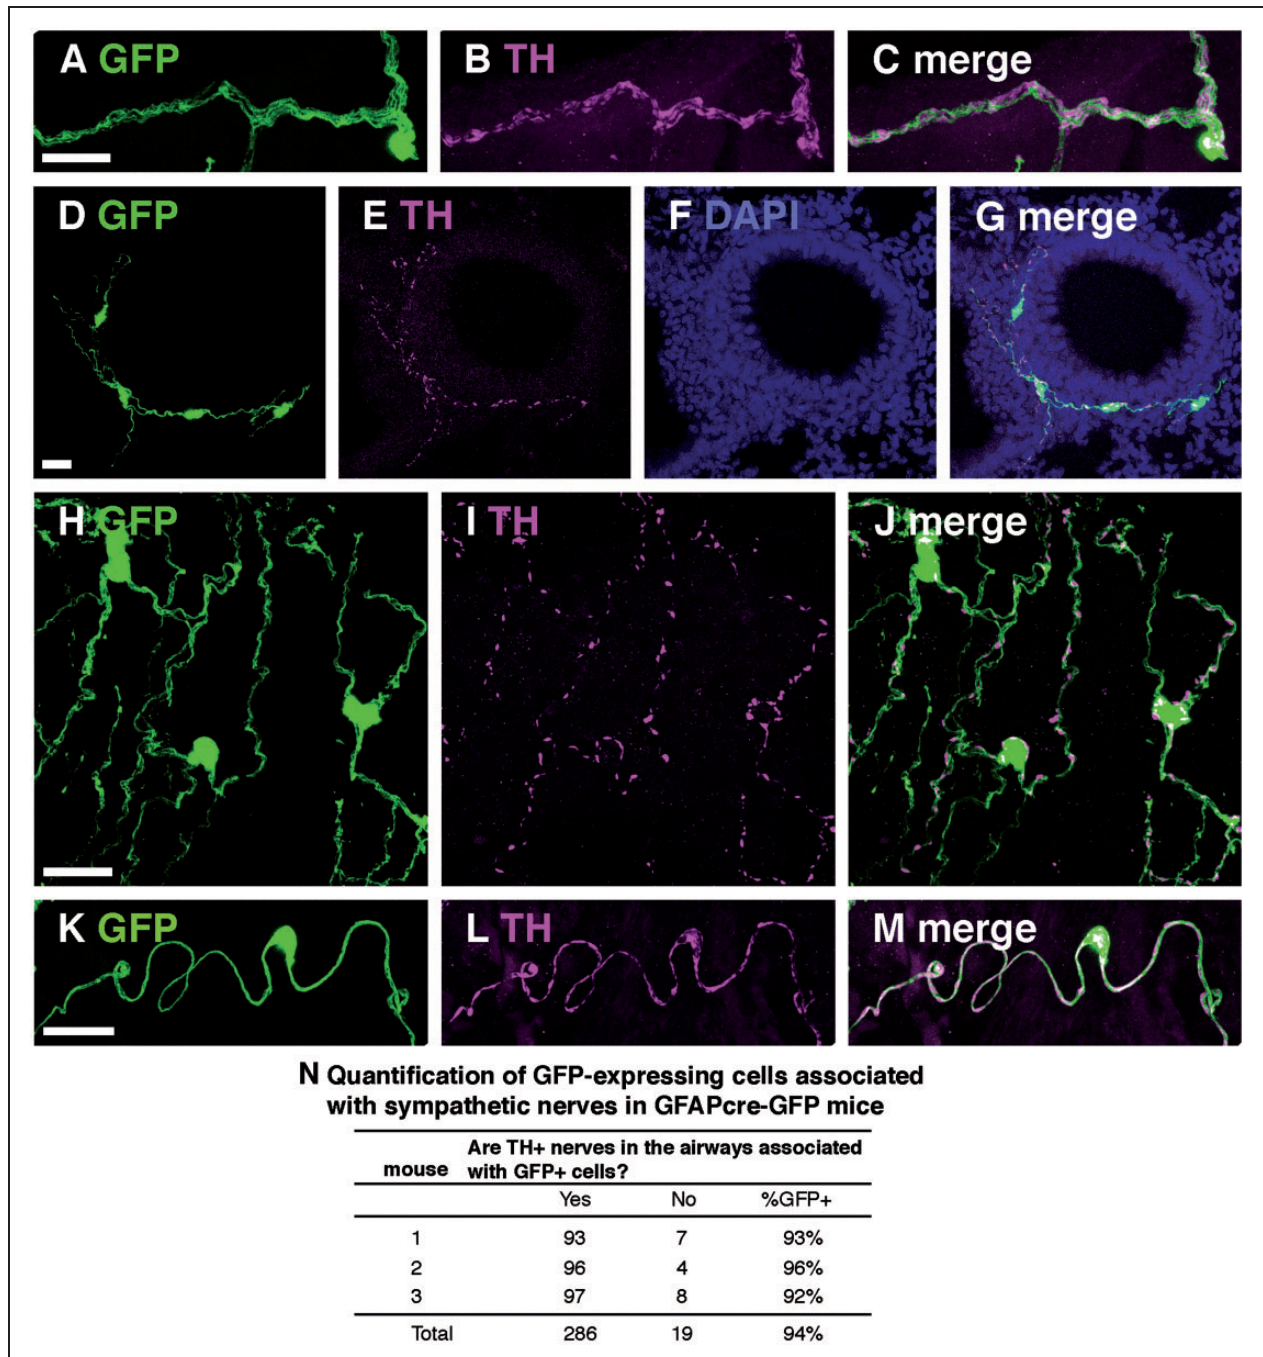 A GFP
B TH
C merge
D GFP
E TH
F DAPI
G merge
H GFP
I TH
J merge
K GFP
L TH
M merge
N Quantification of GFP-expressing cells associated
with sympathetic nerves in GFAPcre-GFP mice
mouse Are TH+ nerves in the airways associated
with GFP+ cells?
Yes No %GFP+
1 93 7 93%
2 96 4 96%
3 97 8 92%
Total 286 19 94%